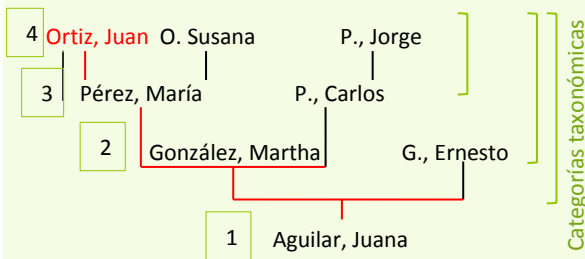 4 Ortiz, Juan O. Susana P., Jorge
3 Pérez, María P., Carlos
2 González, Martha G., Ernesto
1 Aguilar, Juana
Categorías taxonómicas